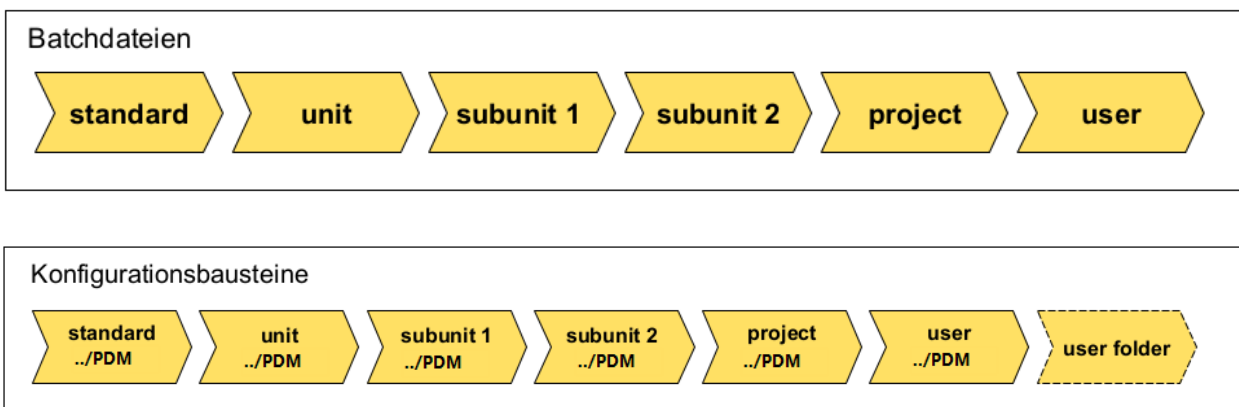 Batchdateien
standard unit subunit 1 subunit 2 project user
Konfigurationsbausteine
standard unit subunit 1 subunit 2 project user
../PDM ../PDM ../PDM ../PDM ../PDM ../PDM user folder